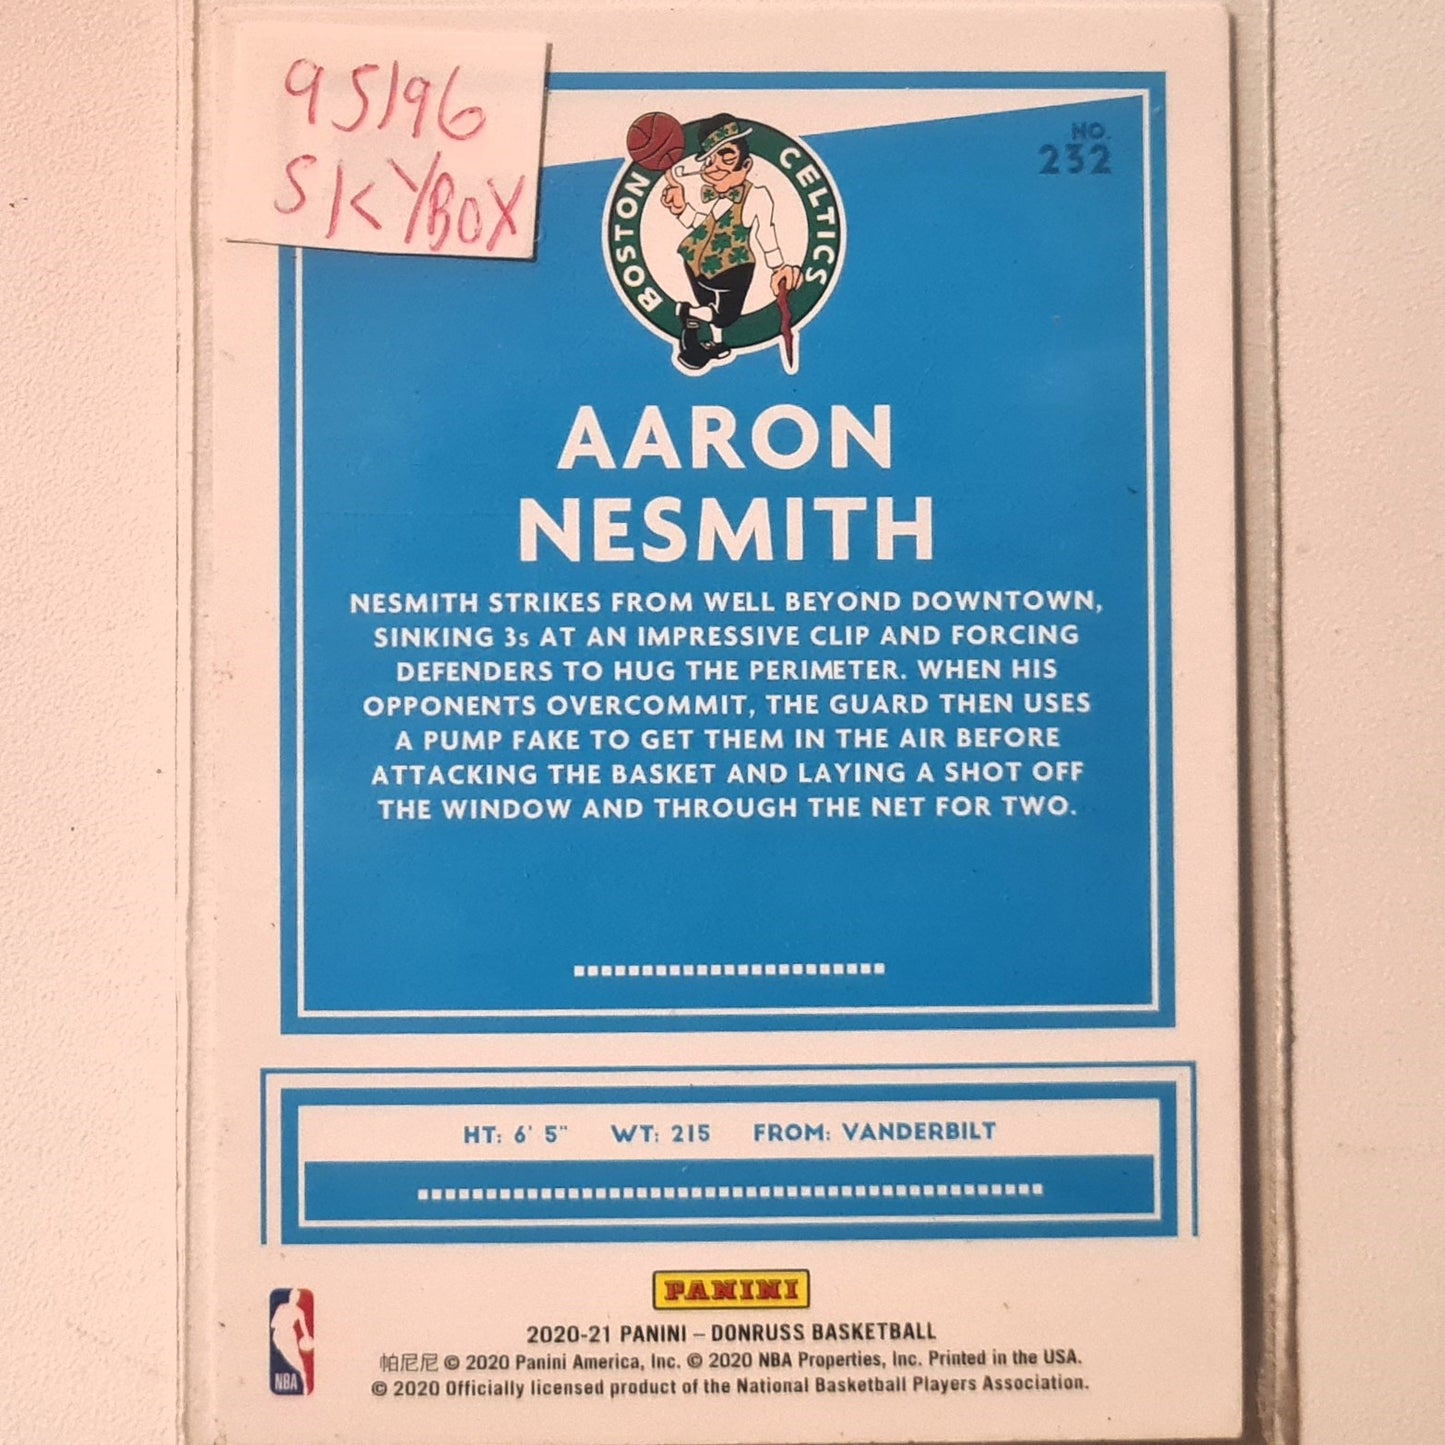 95/96
SKYBOX
BOSTON CELTICS
NO.
232
AARON
NESMITH
NESMITH STRIKES FROM WELL BEYOND DOWNTOWN,
SINKING 3s AT AN IMPRESSIVE CLIP AND FORCING
DEFENDERS TO HUG THE PERIMETER. WHEN HIS
OPPONENTS OVERCOMMIT, THE GUARD THEN USES
A PUMP FAKE TO GET THEM IN THE AIR BEFORE
ATTACKING THE BASKET AND LAYING A SHOT OFF
THE WINDOW AND THROUGH THE NET FOR TWO.
HT: 6' 5" WT: 215 FROM: VANDERBILT
PANINI
2020-21 PANINI – DONRUSS BASKETBALL
帕尼尼 © 2020 Panini America, Inc. © 2020 NBA Properties, Inc. Printed in the USA.
© 2020 Officially licensed product of the National Basketball Players Association.
NBA